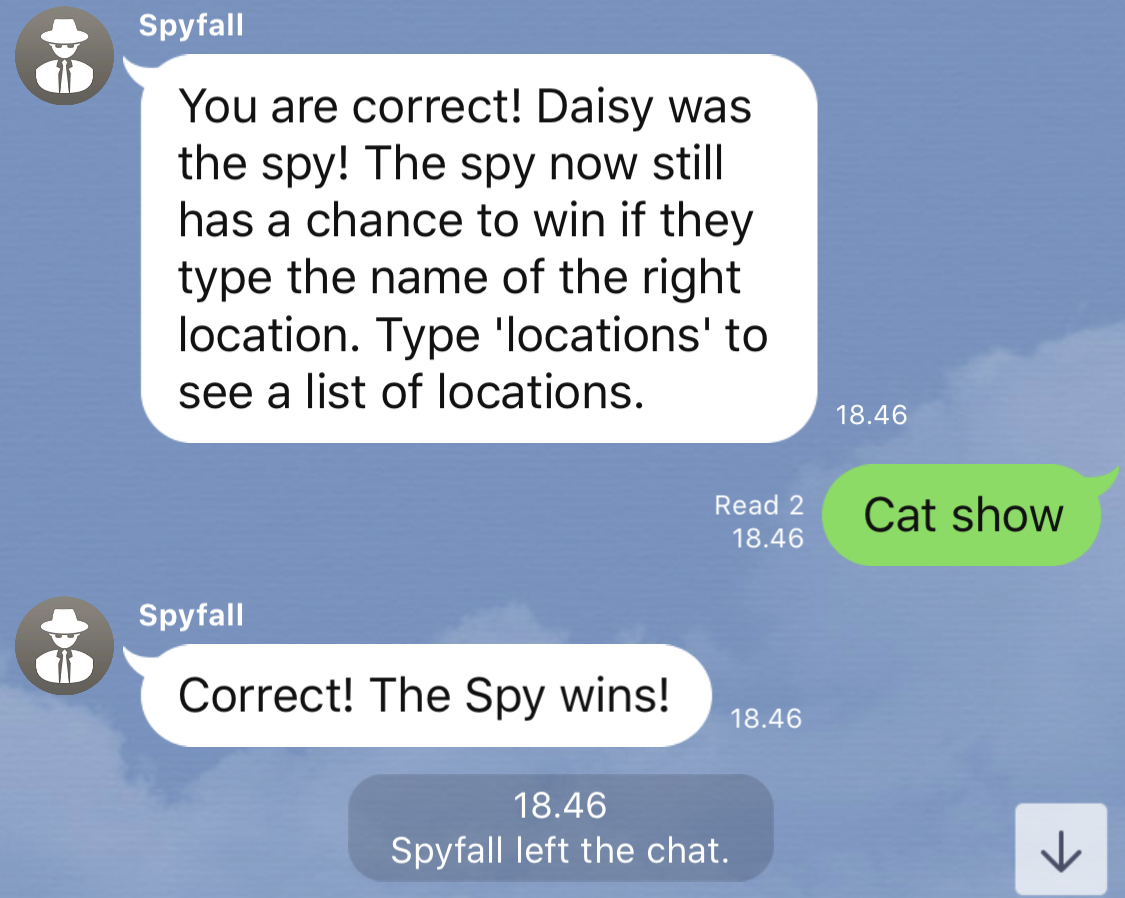 Spyfall
You are correct! Daisy was
the spy! The spy now still
has a chance to win if they
type the name of the right
location. Type 'locations' to
see a list of locations.
18.46
Read 2
18.46
Cat show
Spyfall
Correct! The Spy wins!
18.46
18.46
Spyfall left the chat.